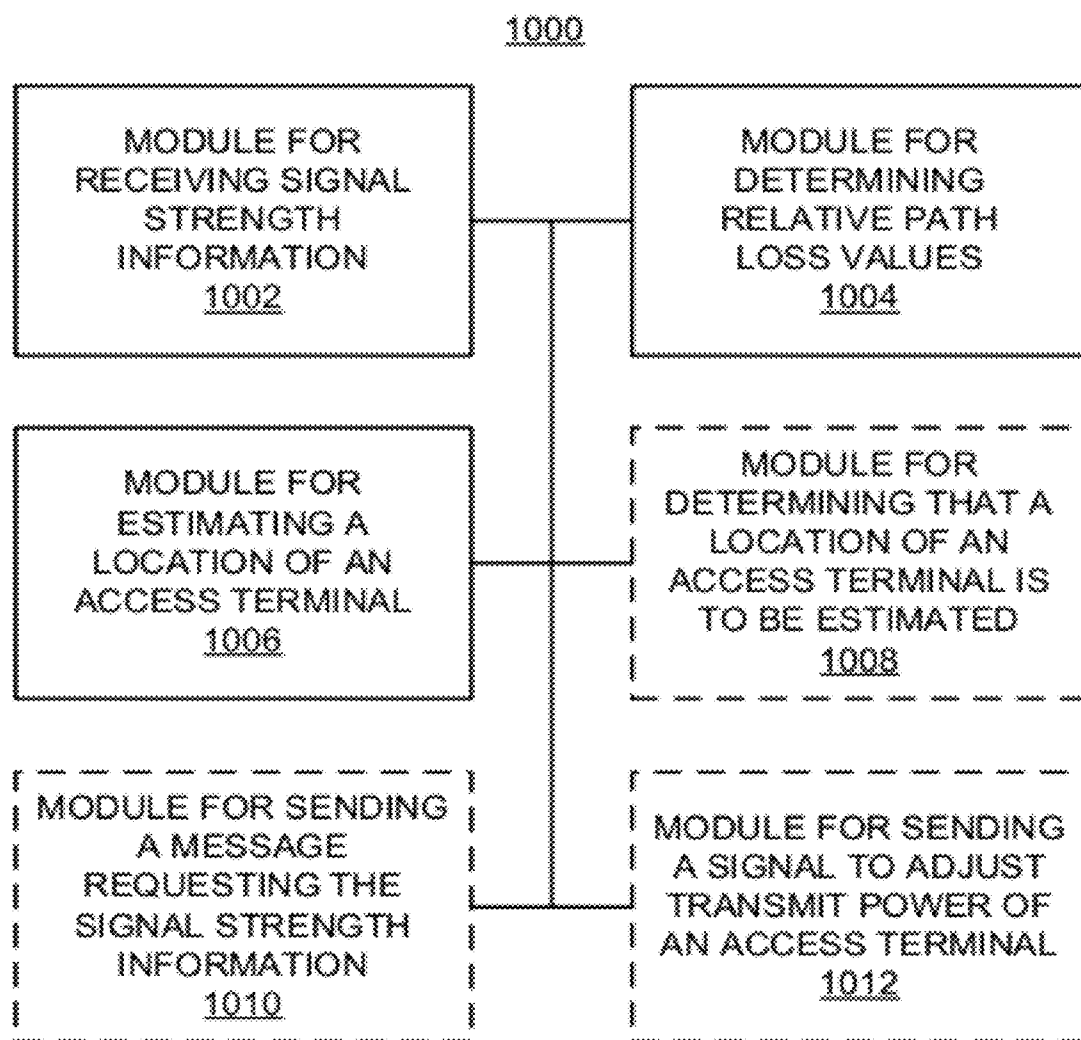 1000
MODULE FOR
RECEIVING SIGNAL
STRENGTH
INFORMATION
1002
MODULE FOR
DETERMINING
RELATIVE PATH
LOSS VALUES
1004
MODULE FOR
ESTIMATING A
LOCATION OF AN
ACCESS TERMINAL
1006
MODULE FOR
DETERMINING THAT A
LOCATION OF AN
ACCESS TERMINAL IS
TO BE ESTIMATED
1008
MODULE FOR SENDING
A MESSAGE
REQUESTING THE
SIGNAL STRENGTH
INFORMATION
1010
MODULE FOR SENDING
A SIGNAL TO ADJUST
TRANSMIT POWER OF
AN ACCESS TERMINAL
1012